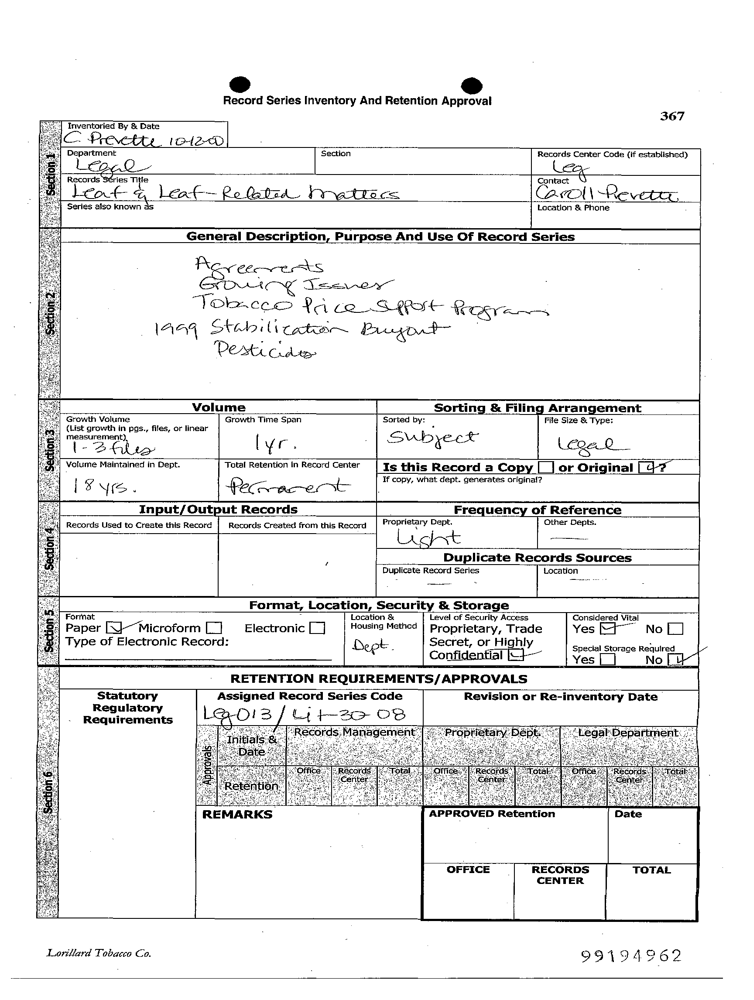 Record Series Inventory And Retention Approval
367
Inventoried By & Date
C Prevette 10-12-00
Department
Section
Records Center Code (if established)
Legal
Leg
Section 1
Records Series Title
Contact
Leaf & Leaf-Related Matters
Caroll Prevette
Series also known as
Location & Phone
General Description, Purpose And Use Of Record Series
Section 2
Agreements
Growing Issues
Tobacco Price Support Program
1999 Stabilization Buyout
Pesticides
Volume
Sorting & Filing Arrangement
Section 3
Growth Volume
(List growth in pgs., files, or linear
measurement)
1-3 files
Growth Time Span
1 yr.
Sorted by:
Subject
File Size & Type:
Legal
Volume Maintained in Dept.
18 yrs.
Total Retention in Record Center
Permanent
Is this Record a Copy or Original ?
If copy, what dept. generates original?
Input/Output Records
Frequency of Reference
Section 4
Records Used to Create this Record
Records Created from this Record
Proprietary Dept.
Light
Other Depts.
Duplicate Records Sources
Duplicate Record Series
Location
Format, Location, Security & Storage
Section 5
Format
Paper Microform Electronic
Type of Electronic Record:
Location &
Housing Method
Dept.
Level of Security Access
Proprietary, Trade
Secret, or Highly
Confidential
Considered Vital
Yes No
Special Storage Required
Yes No
RETENTION REQUIREMENTS/APPROVALS
Section 6
Statutory
Regulatory
Requirements
Assigned Record Series Code
Leg-013/Lit-30-08
Revision or Re-inventory Date
Approvals
Initials &
Date
Records Management
Proprietary Dept.
Legal Department
Retention
Office
Records
Center
Total
Office
Records
Center
Total
Office
Records
Center
Total
REMARKS
APPROVED Retention
Date
OFFICE
RECORDS
CENTER
TOTAL
Lorillard Tobacco Co.
99194962